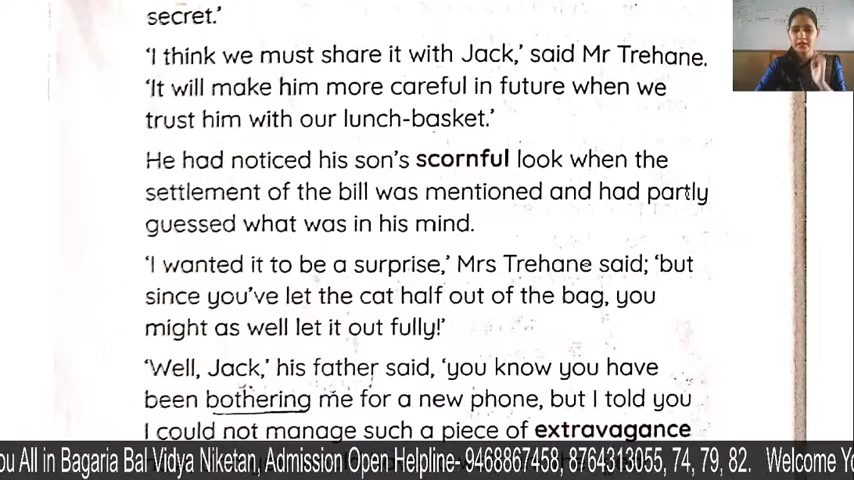 secret.’
‘I think we must share it with Jack,’ said Mr Trehane.
‘It will make him more careful in future when we
trust him with our lunch-basket.’
He had noticed his son’s scornful look when the
settlement of the bill was mentioned and had partly
guessed what was in his mind.
‘I wanted it to be a surprise,’ Mrs Trehane said; ‘but
since you’ve let the cat half out of the bag, you
might as well let it out fully!’
‘Well, Jack,’ his father said, ‘you know you have
been bothering me for a new phone, but I told you
I could not manage such a piece of extravagance
ou All in Bagaria Bal Vidya Niketan, Admission Open Helpline- 9468867458, 8764313055, 74, 79, 82. Welcome Yo